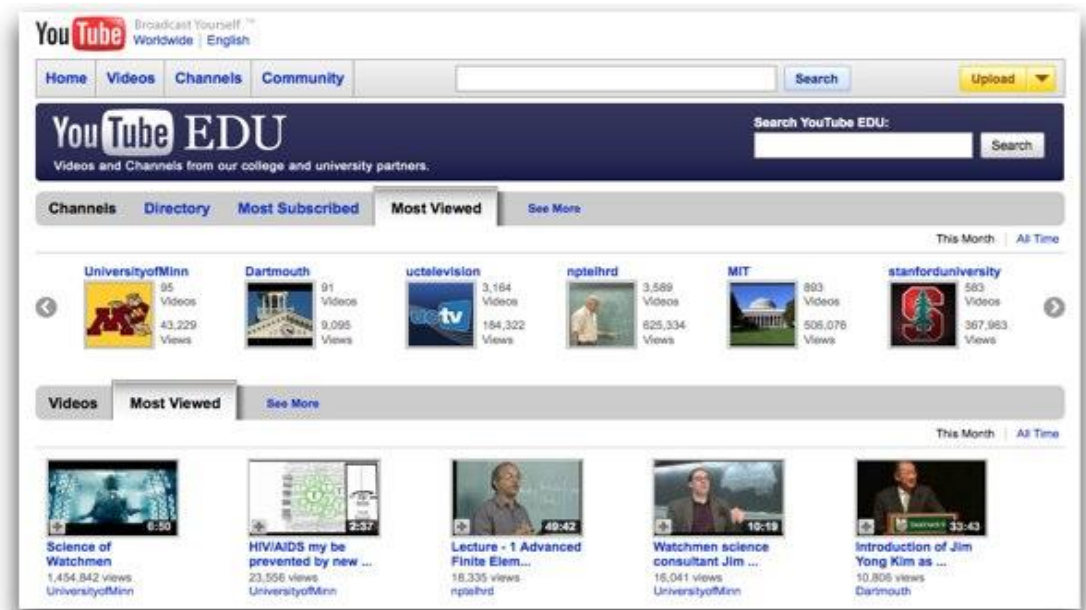 You Tube Broadcast Yourself ™
Worldwide | English
Home Videos Channels Community Search Upload
You Tube EDU
Videos and Channels from our college and university partners.
Search YouTube EDU:
Search
Channels Directory Most Subscribed Most Viewed See More
This Month | All Time
UniversityofMinn
95
Videos
43,229
Views
Dartmouth
91
Videos
9,095
Views
uctelevision
uctv
3,164
Videos
184,322
Views
nptelhrd
3,589
Videos
625,334
Views
MIT
893
Videos
506,076
Views
stanforduniversity
583
Videos
367,963
Views
Videos Most Viewed See More
This Month | All Time
6:50
Science of
Watchmen
1,454,842 views
UniversityofMinn
2:37
HIV/AIDS my be
prevented by new ...
23,556 views
UniversityofMinn
49:42
Lecture - 1 Advanced
Finite Elem...
18,335 views
nptelhrd
10:19
Watchmen science
consultant Jim ...
16,041 views
UniversityofMinn
33:43
Introduction of Jim
Yong Kim as ...
10,806 views
Dartmouth